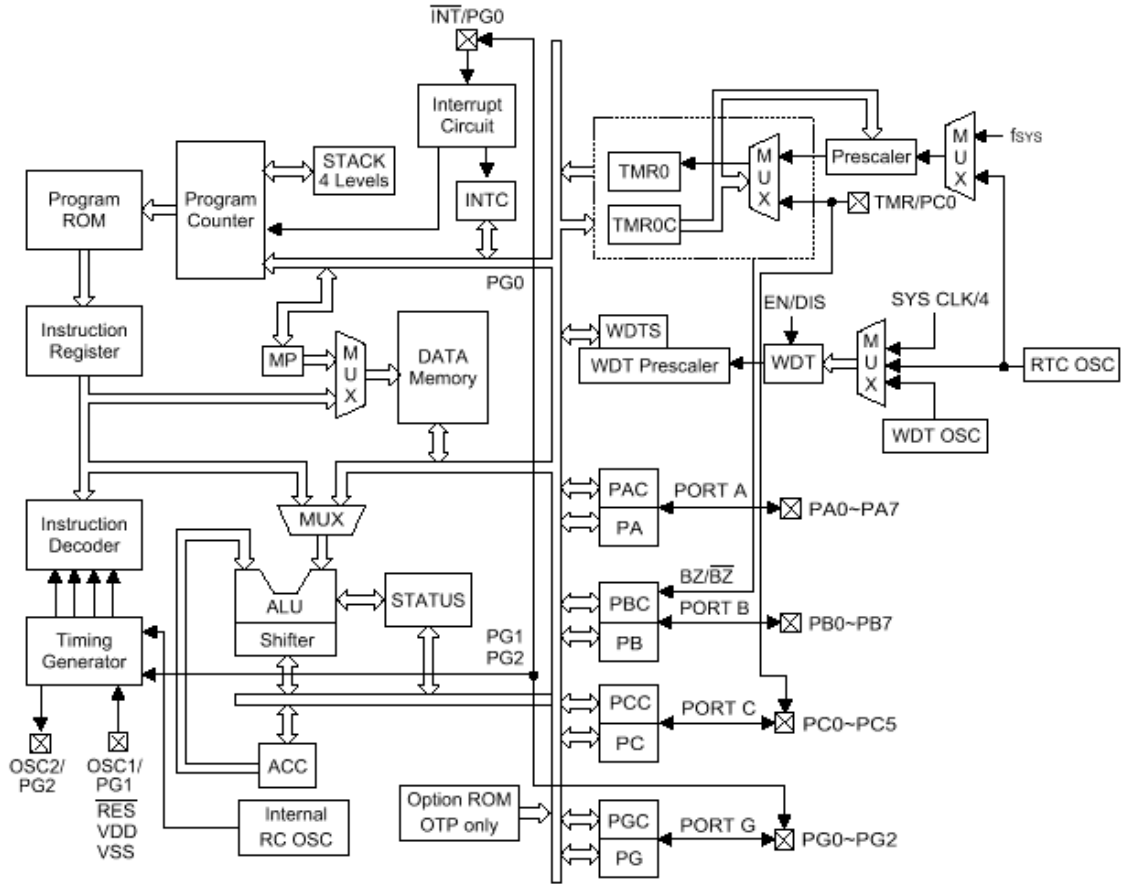 INT/PG0
Interrupt
Circuit
STACK
4 Levels
INTC
Program
ROM
Program
Counter
PG0
Instruction
Register
MP
M
U
X
DATA
Memory
MUX
Instruction
Decoder
ALU
Shifter
STATUS
Timing
Generator
PG1
PG2
OSC2/
PG2
OSC1/
PG1
RES
VDD
VSS
ACC
Internal
RC OSC
Option ROM
OTP only
TMR0
TMR0C
M
U
X
Prescaler
M
U
X
fSYS
TMR/PC0
EN/DIS
SYS CLK/4
WDTS
WDT Prescaler
WDT
M
U
X
RTC OSC
WDT OSC
PAC
PA
PORT A
PA0~PA7
BZ/BZ
PBC
PB
PORT B
PB0~PB7
PCC
PC
PORT C
PC0~PC5
PGC
PG
PORT G
PG0~PG2